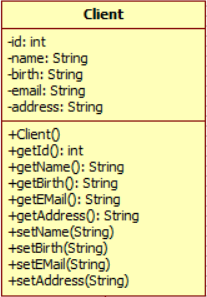 Client
-id: int
-name: String
-birth: String
-email: String
-address: String
+Client()
+getId(): int
+getName(): String
+getBirth(): String
+getEMail(): String
+getAddress(): String
+setName(String)
+setBirth(String)
+setEMail(String)
+setAddress(String)